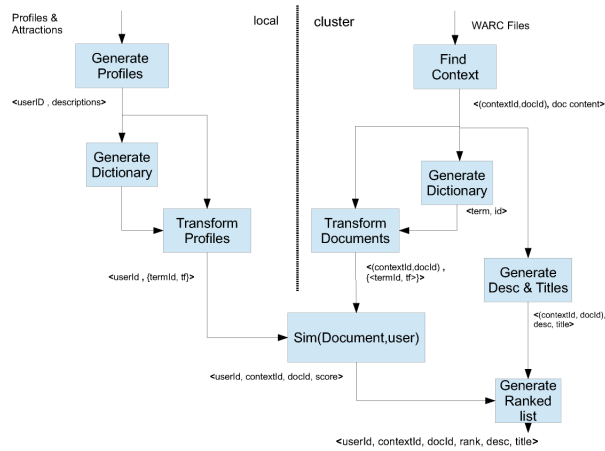 Profiles &
Attractions
local
cluster
WARC Files
Generate
Profiles
Find
Context
<userID , descriptions>
<(contextId,docId), doc content>
Generate
Dictionary
Generate
Dictionary
<term, id>
Transform
Profiles
Transform
Documents
<(contextId,docId) ,
{<termId, tf>}>
Generate
Desc & Titles
<userId , {termId, tf}>
<(contextId, docId),
desc, title>
Sim(Document,user)
<userId, contextId, docId, score>
Generate
Ranked
list
<userId, contextId, docId, rank, desc, title>